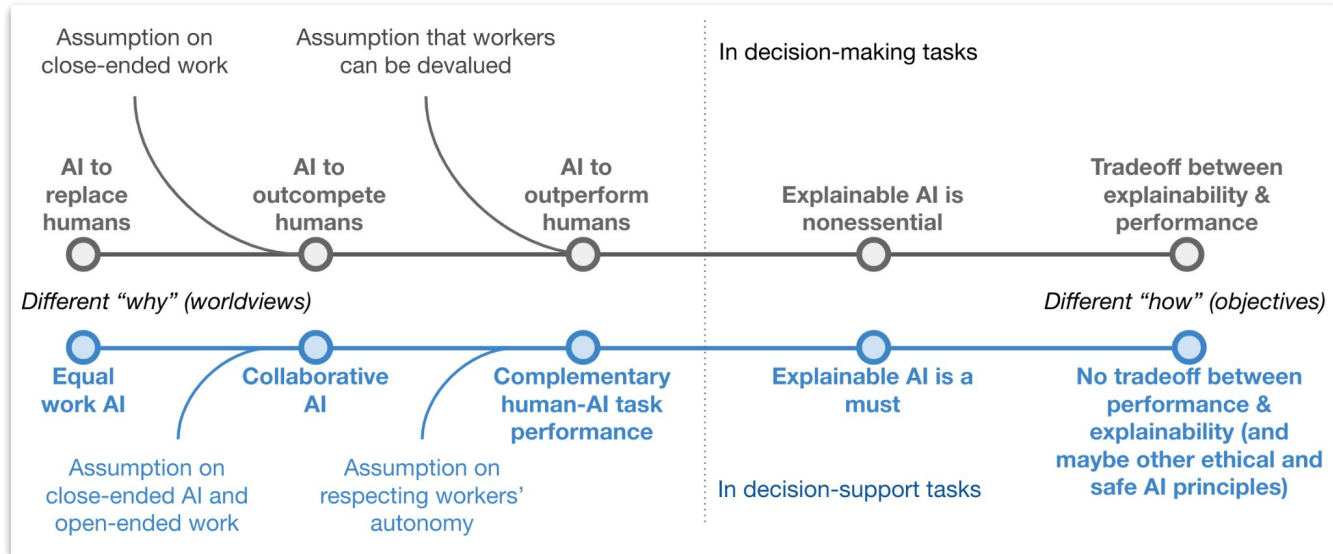 Assumption on
close-ended work
Assumption that workers
can be devalued
In decision-making tasks
AI to
replace
humans
AI to
outcompete
humans
AI to
outperform
humans
Explainable AI is
nonessential
Tradeoff between
explainability &
performance
Different “why” (worldviews)
Different “how” (objectives)
Equal
work AI
Collaborative
AI
Complementary
human-AI task
performance
Explainable AI is a
must
No tradeoff between
performance &
explainability (and
maybe other ethical and
safe AI principles)
Assumption on
close-ended AI and
open-ended work
Assumption on
respecting workers’
autonomy
In decision-support tasks